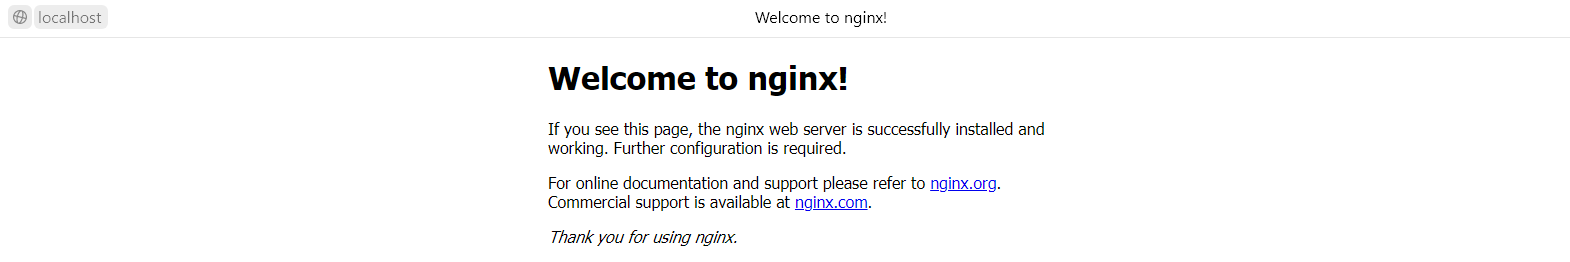 localhost
Welcome to nginx!
Welcome to nginx!
If you see this page, the nginx web server is successfully installed and
working. Further configuration is required.
For online documentation and support please refer to nginx.org.
Commercial support is available at nginx.com.
Thank you for using nginx.